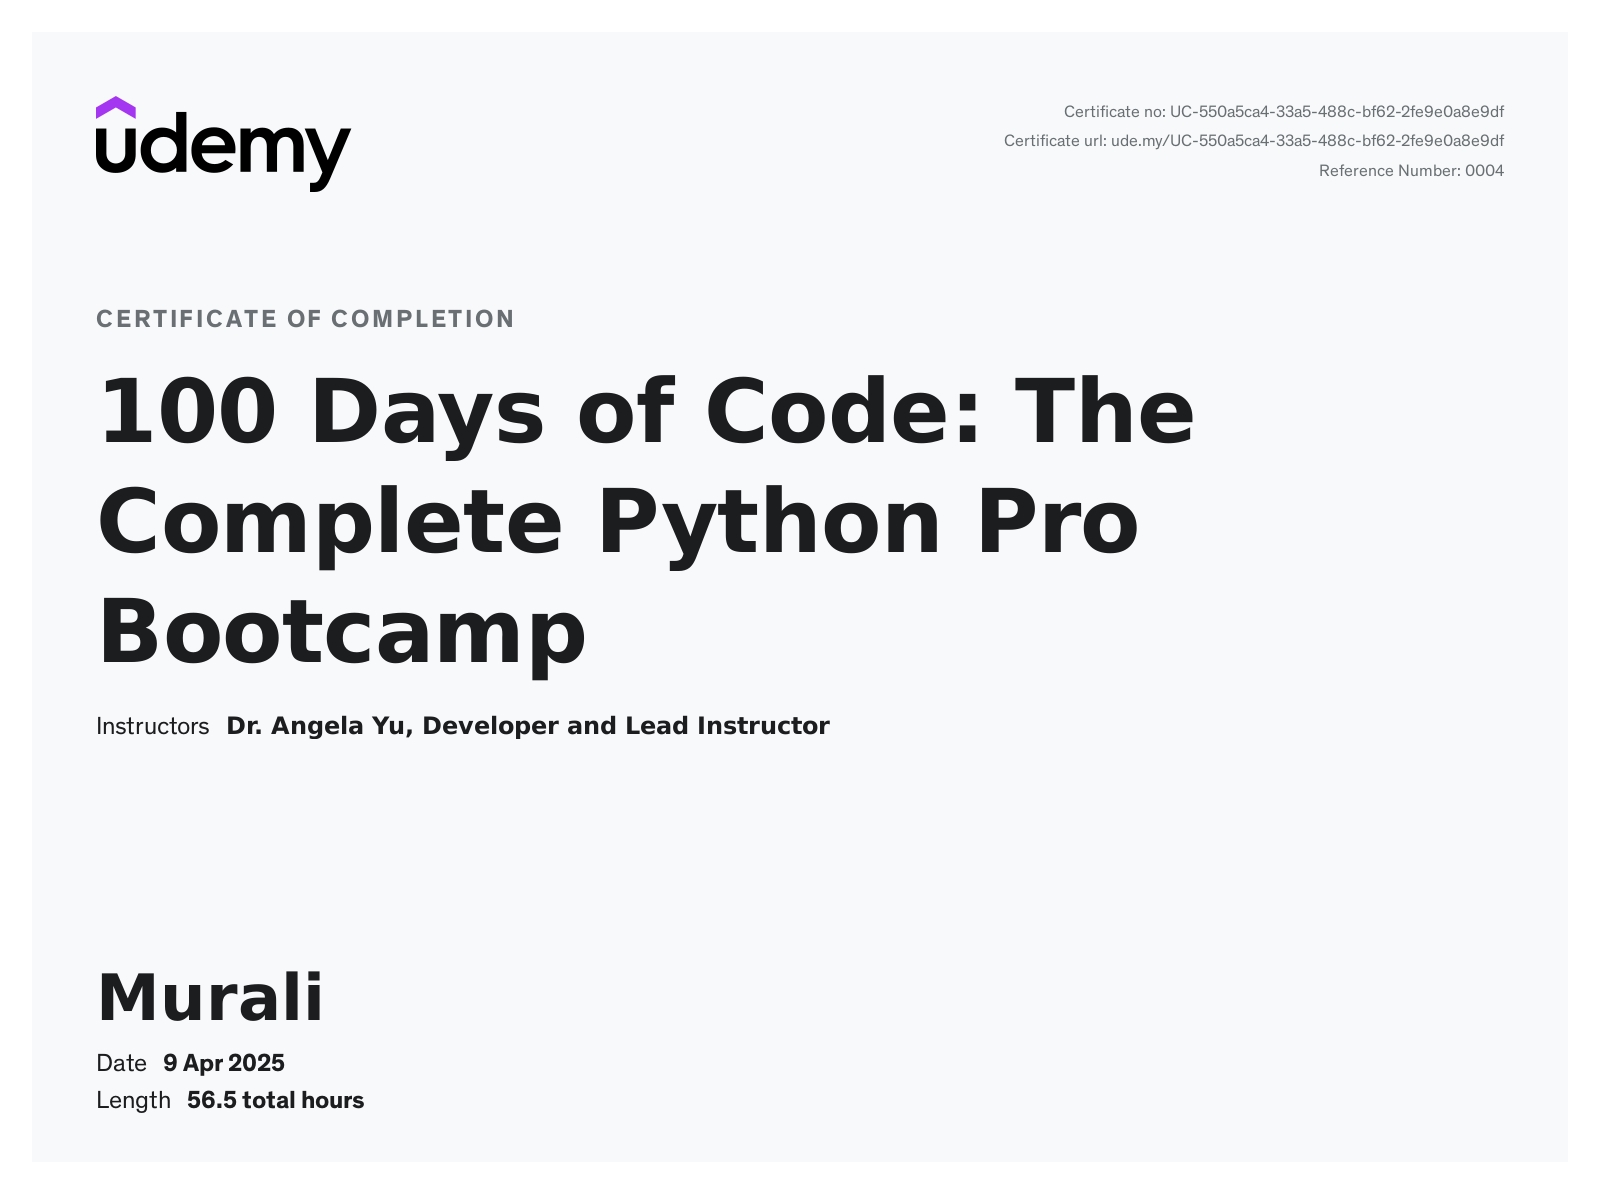 udemy
Certificate no: UC-550a5ca4-33a5-488c-bf62-2fe9e0a8e9df
Certificate url: ude.my/UC-550a5ca4-33a5-488c-bf62-2fe9e0a8e9df
Reference Number: 0004
CERTIFICATE OF COMPLETION
100 Days of Code: The
Complete Python Pro
Bootcamp
Instructors Dr. Angela Yu, Developer and Lead Instructor
Murali
Date 9 Apr 2025
Length 56.5 total hours